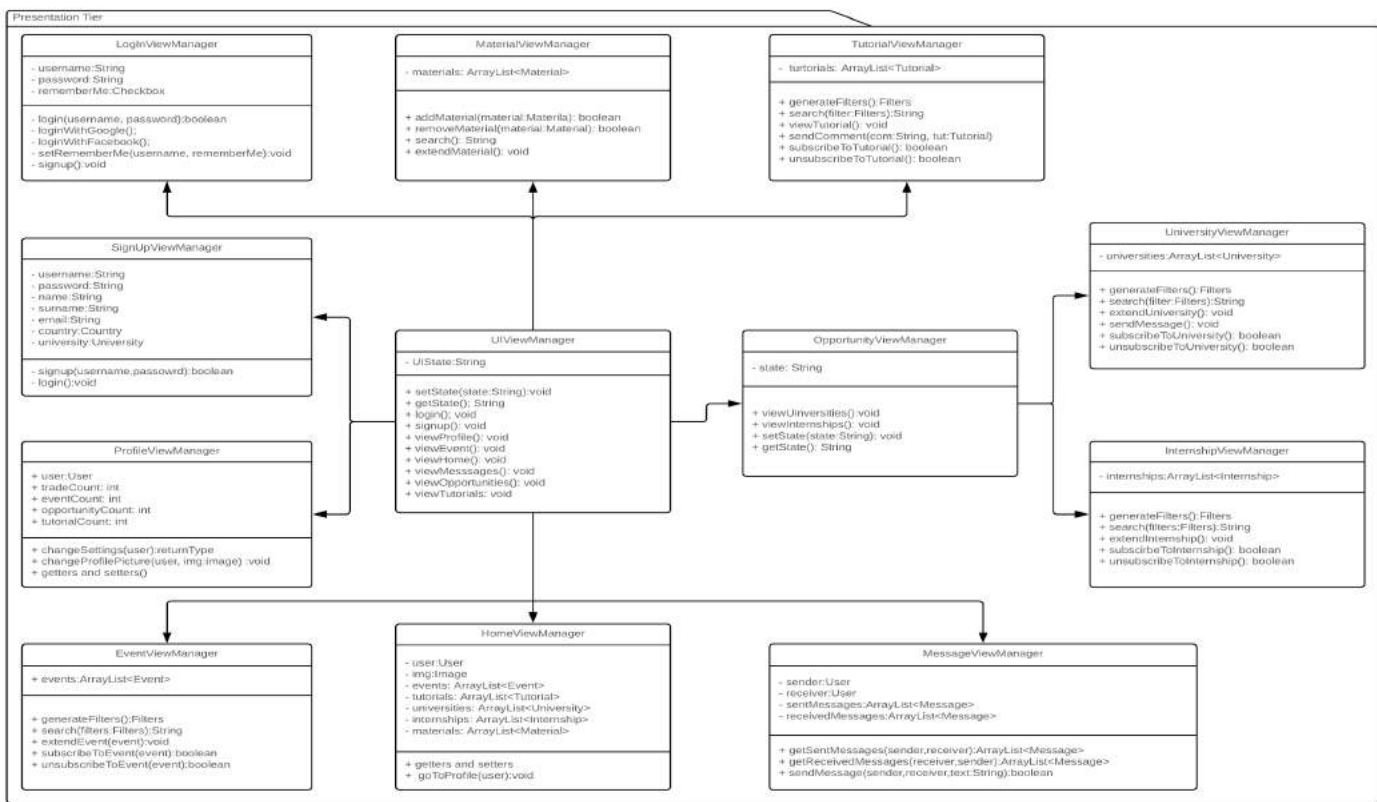 Presentation Tier
LogInViewManager
- username:String
- password:String
- rememberMe:Checkbox
- login(username, password):boolean
- loginWithGoogle();
- loginWithFacebook();
- setRememberMe(username, rememberMe):void
- signup():void
MaterialViewManager
- materials: ArrayList<Material>
+ addMaterial(material:Materila): boolean
+ removeMaterial(material:Material): boolean
+ search(): String
+ extendMaterial(): void
TutorialViewManager
- turtorials: ArrayList<Tutorial>
+ generateFilters():Filters
+ search(filter:Filters):String
+ viewTutorial(): void
+ sendComment(com:String, tut:Tutorial)
+ subscribeToTutorial(): boolean
+ unsubscribeToTutorial(): boolean
SignUpViewManager
- username:String
- password:String
- name:String
- surname:String
- email:String
- country:Country
- university:University
- signup(username,passowrd):boolean
- login():void
UIViewManager
- UIState:String
+ setState(state:String):void
+ getState(); String
+ login(); void
+ signup(): void
+ viewProfile(): void
+ viewEvent(): void
+ viewHome(): void
+ viewMesssages(): void
+ viewOpportunities(): void
+ viewTutorials: void
OpportunityViewManager
- state: String
+ viewUinversities():void
+ viewInternships(): void
+ setState(state:String): void
+ getState(): String
UniversityViewManager
- universities:ArrayList<University>
+ generateFilters():Filters
+ search(filter:Filters):String
+ extendUniversity(): void
+ sendMessage(): void
+ subscribeToUniversity(): boolean
+ unsubscribeToUniversity(): boolean
ProfileViewManager
+ user:User
+ tradeCount: int
+ eventCount: int
+ opportunityCount: int
+ tutorialCount: int
+ changeSettings(user):returnType
+ changeProfilePicture(user, img:image) :void
+ getters and setters()
InternshipViewManager
- internships:ArrayList<Internship>
+ generateFilters():Filters
+ search(filters:Filters):String
+ extendInternship(): void
+ subscirbeToInternship(): boolean
+ unsubscribeToInternship(): boolean
EventViewManager
+ events:ArrayList<Event>
+ generateFilters():Filters
+ search(filters:Filters):String
+ extendEvent(event):void
+ subscribeToEvent(event):boolean
+ unsubscribeToEvent(event):boolean
HomeViewManager
- user:User
- img:Image
- events: ArrayList<Event>
- tutorials: ArrayList<Tutorial>
- universities: ArrayList<University>
- internships: ArrayList<Internship>
- materials: ArrayList<Material>
+ getters and setters
+ goToProfile(user):void
MessageViewManager
- sender:User
- receiver:User
- sentMessages:ArrayList<Message>
- receivedMessages:ArrayList<Message>
+ getSentMessages(sender,receiver):ArrayList<Message>
+ getReceivedMessages(receiver,sender):ArrayList<Message>
+ sendMessage(sender,receiver,text:String):boolean